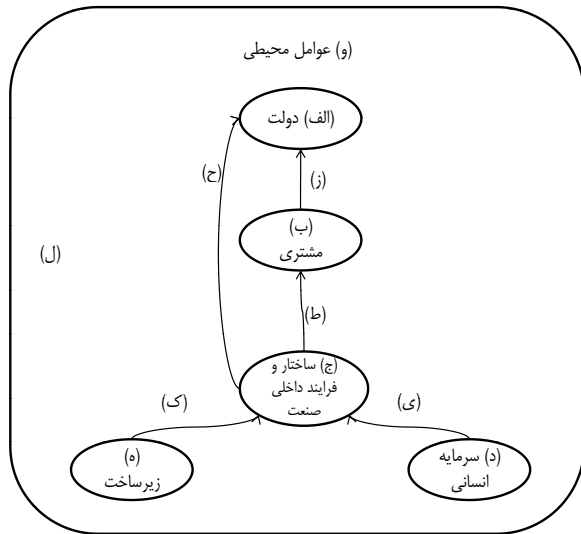 (و) عوامل محیطی
(الف) دولت
(ح)
(ز)
(ب)
مشتری
(ل)
(ط)
(ج) ساختار و
فرایند داخلی
صنعت
(ک)
(ی)
(ه)
زیرساخت
(د) سرمایه
انسانی